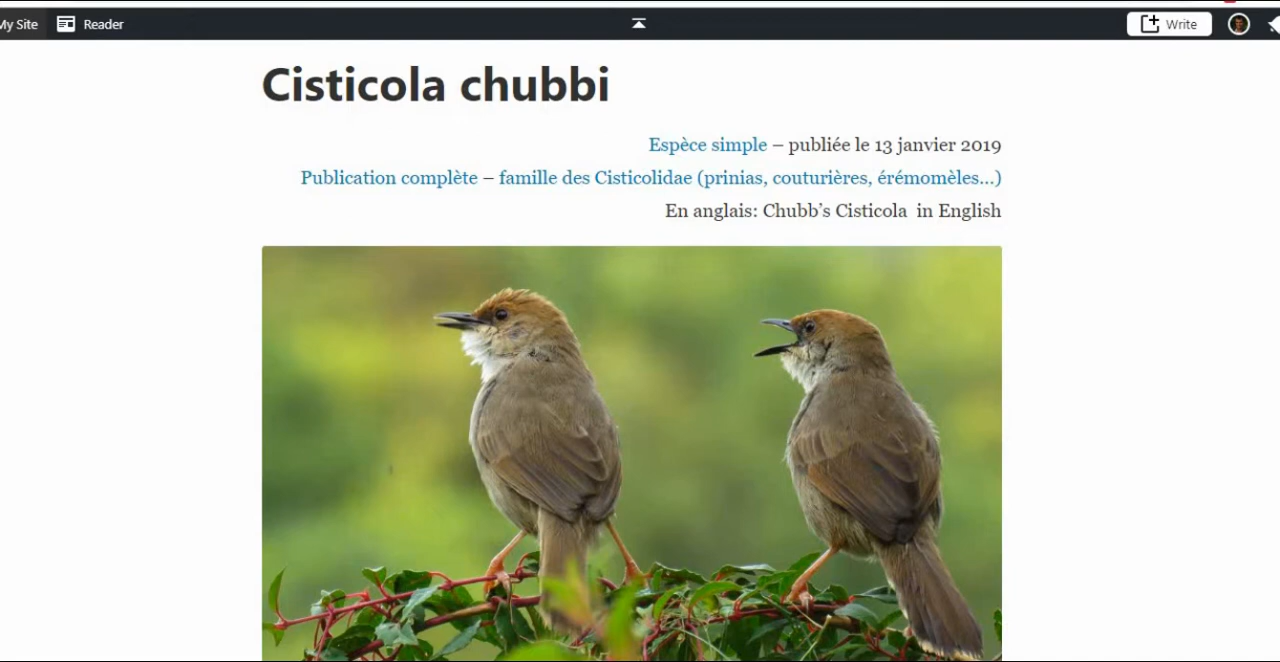 My Site
Reader
Write
Cisticola chubbi
Espèce simple – publiée le 13 janvier 2019
Publication complète – famille des Cisticolidae (prinias, couturières, érémomèles...)
En anglais: Chubb’s Cisticola in English